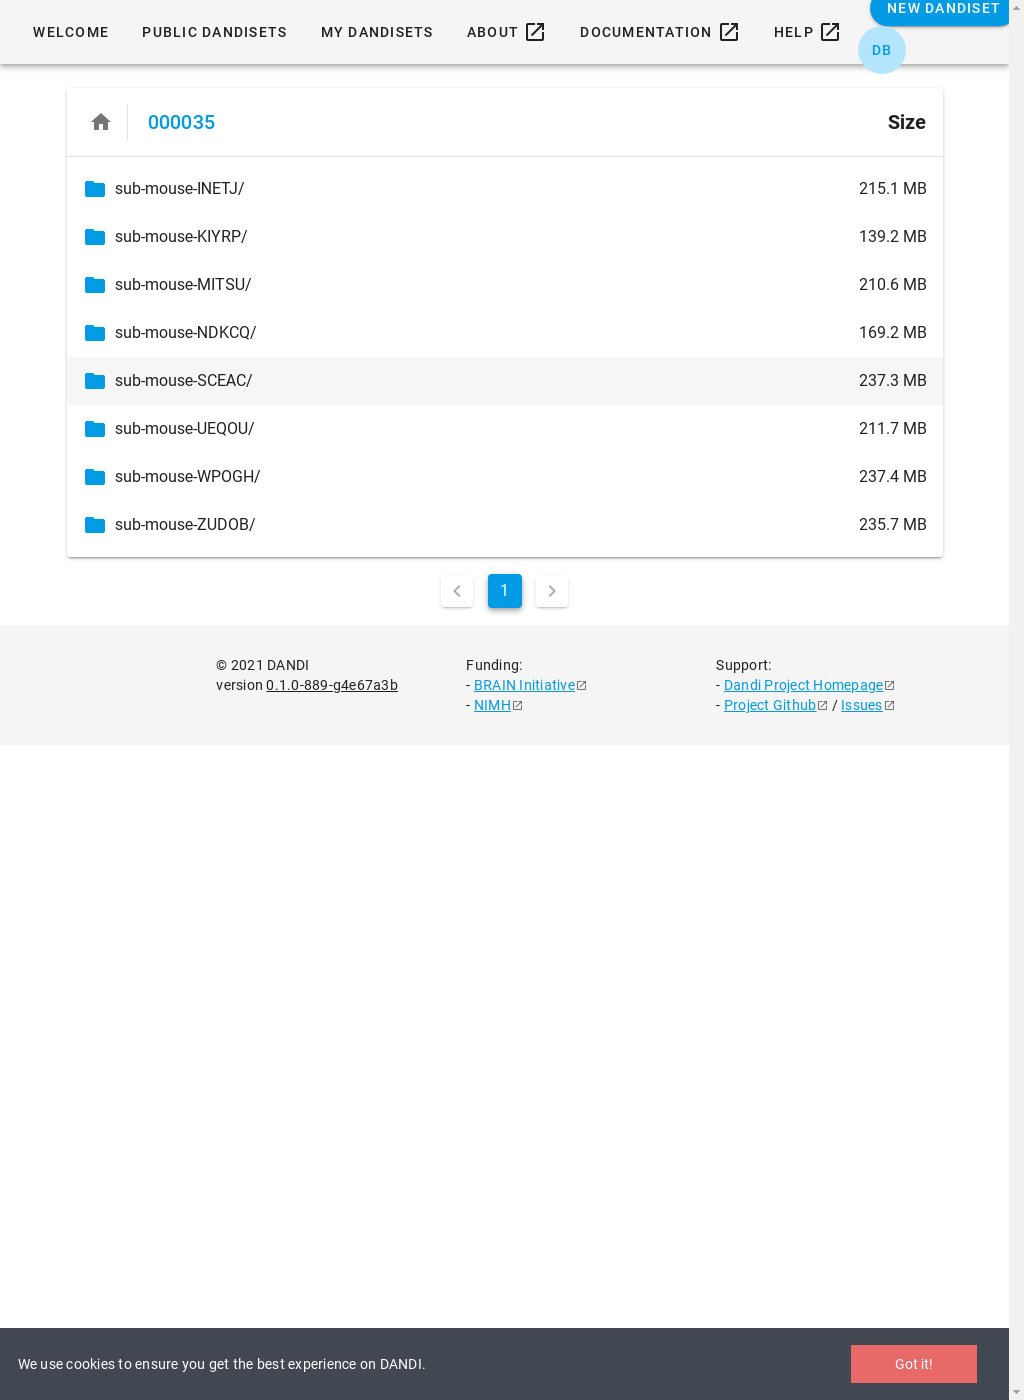 NEW DANDISET
WELCOME PUBLIC DANDISETS MY DANDISETS ABOUT DOCUMENTATION HELP
DB
000035 Size
sub-mouse-INETJ/ 215.1 MB
sub-mouse-KIYRP/ 139.2 MB
sub-mouse-MITSU/ 210.6 MB
sub-mouse-NDKCQ/ 169.2 MB
sub-mouse-SCEAC/ 237.3 MB
sub-mouse-UEQOU/ 211.7 MB
sub-mouse-WPOGH/ 237.4 MB
sub-mouse-ZUDOB/ 235.7 MB
1
© 2021 DANDI
version 0.1.0-889-g4e67a3b
Funding:
- BRAIN Initiative
- NIMH
Support:
- Dandi Project Homepage
- Project Github / Issues
We use cookies to ensure you get the best experience on DANDI.
Got it!